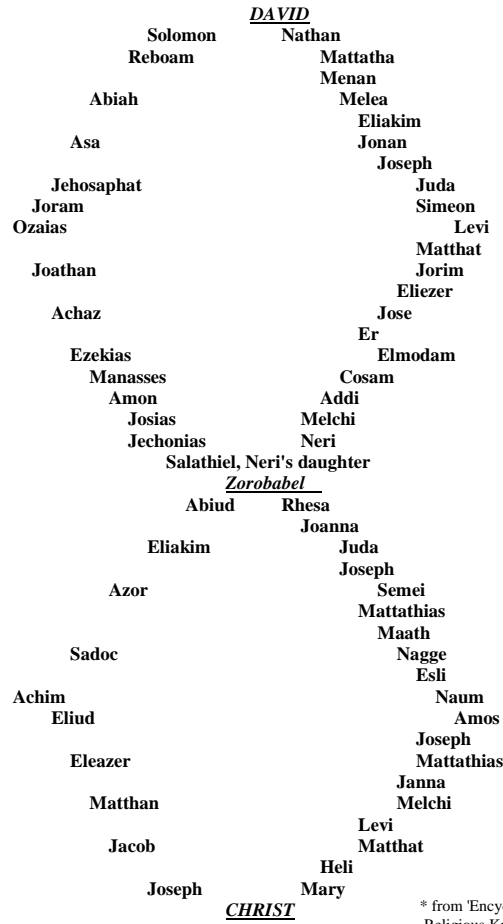 DAVID
Solomon Nathan
Reboam Mattatha
Menan
Abiah Melea
Eliakim
Asa Jonan
Joseph
Jehosaphat Juda
Joram Simeon
Ozaias Levi
Matthat
Joathan Jorim
Eliezer
Achaz Jose
Er
Ezekias Elmodam
Manasses Cosam
Amon Addi
Josias Melchi
Jechonias Neri
Salathiel, Neri's daughter
Zorobabel
Abiud Rhesa
Joanna
Eliakim Juda
Joseph
Azor Semei
Mattathias
Maath
Sadoc Nagge
Esli
Achim Naum
Eliud Amos
Joseph
Eleazer Mattathias
Janna
Matthan Melchi
Levi
Jacob Matthat
Heli
Joseph Mary
CHRIST * from 'Ency